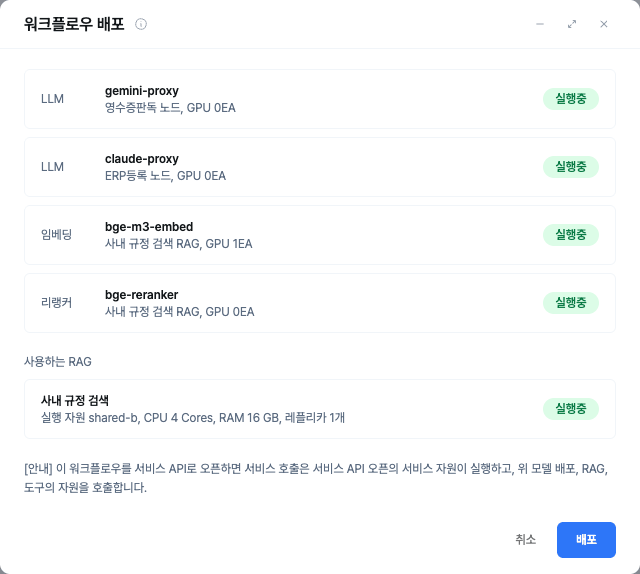 워크플로우 배포
LLM
gemini-proxy
영수증판독 노드, GPU 0EA
실행중
LLM
claude-proxy
ERP등록 노드, GPU 0EA
실행중
임베딩
bge-m3-embed
사내 규정 검색 RAG, GPU 1EA
실행중
리랭커
bge-reranker
사내 규정 검색 RAG, GPU 0EA
실행중
사용하는 RAG
사내 규정 검색
실행 자원 shared-b, CPU 4 Cores, RAM 16 GB, 레플리카 1개
실행중
[안내] 이 워크플로우를 서비스 API로 오픈하면 서비스 호출은 서비스 API 오픈의 서비스 자원이 실행하고, 위 모델 배포, RAG,
도구의 자원을 호출합니다.
취소
배포